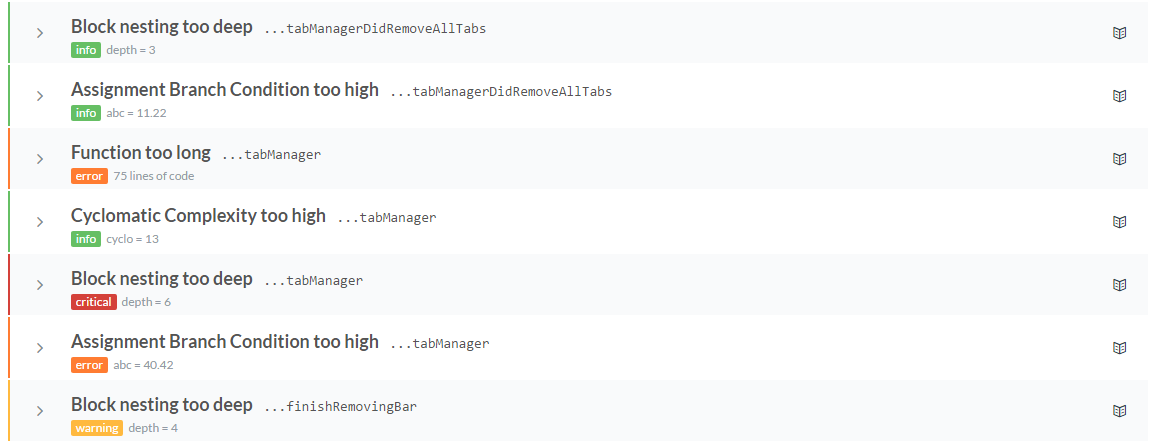 Block nesting too deep ...tabManagerDidRemoveAllTabs
info depth = 3
Assignment Branch Condition too high ...tabManagerDidRemoveAllTabs
info abc = 11.22
Function too long ...tabManager
error 75 lines of code
Cyclomatic Complexity too high ...tabManager
info cyclo = 13
Block nesting too deep ...tabManager
critical depth = 6
Assignment Branch Condition too high ...tabManager
error abc = 40.42
Block nesting too deep ...finishRemovingBar
warning depth = 4